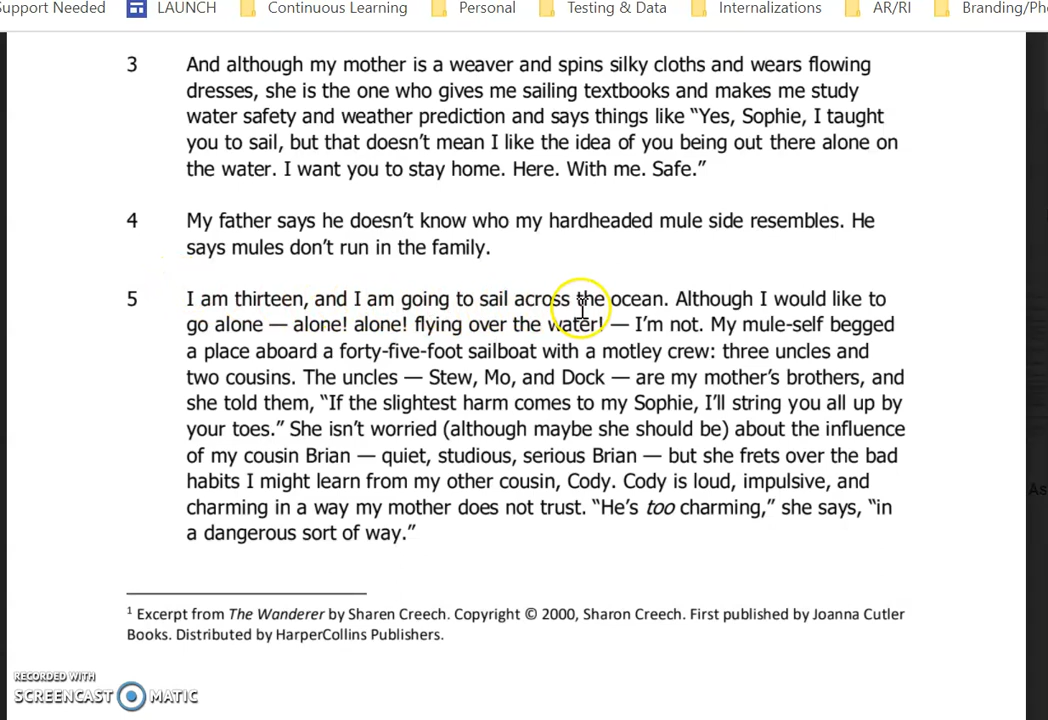 upport Needed LAUNCH Continuous Learning Personal Testing & Data Internalizations AR/RI Branding/Pho
3 And although my mother is a weaver and spins silky cloths and wears flowing
dresses, she is the one who gives me sailing textbooks and makes me study
water safety and weather prediction and says things like “Yes, Sophie, I taught
you to sail, but that doesn’t mean I like the idea of you being out there alone on
the water. I want you to stay home. Here. With me. Safe.”
4 My father says he doesn’t know who my hardheaded mule side resembles. He
says mules don’t run in the family.
5 I am thirteen, and I am going to sail across the ocean. Although I would like to
go alone — alone! alone! flying over the water! — I’m not. My mule-self begged
a place aboard a forty-five-foot sailboat with a motley crew: three uncles and
two cousins. The uncles — Stew, Mo, and Dock — are my mother’s brothers, and
she told them, “If the slightest harm comes to my Sophie, I’ll string you all up by
your toes.” She isn’t worried (although maybe she should be) about the influence
of my cousin Brian — quiet, studious, serious Brian — but she frets over the bad
habits I might learn from my other cousin, Cody. Cody is loud, impulsive, and
charming in a way my mother does not trust. “He’s too charming,” she says, “in
a dangerous sort of way.”
1 Excerpt from The Wanderer by Sharen Creech. Copyright © 2000, Sharon Creech. First published by Joanna Cutler
Books. Distributed by HarperCollins Publishers.
As
RECORDED WITH
SCREENCAST MATIC